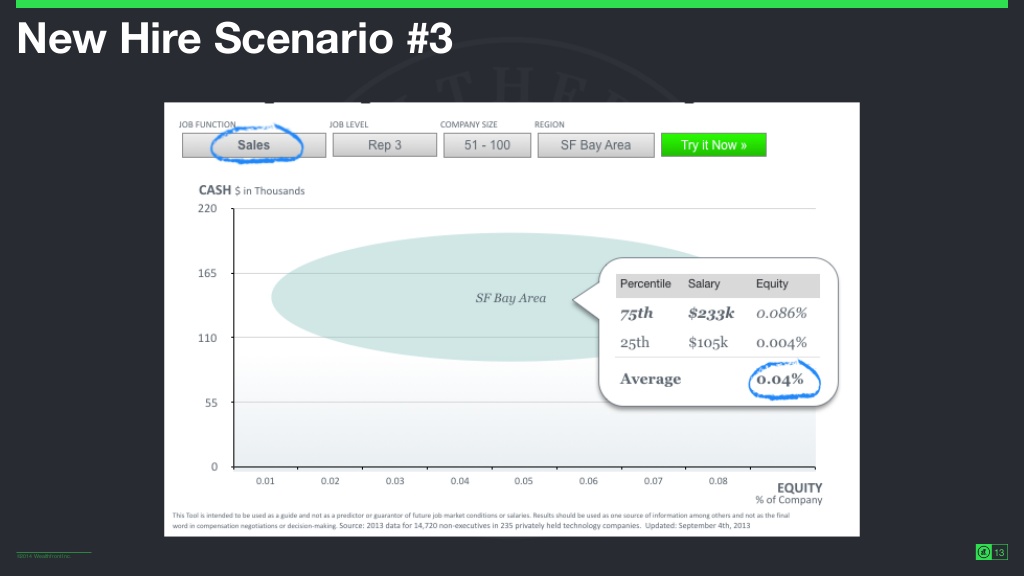 New Hire Scenario #3
THER
JOB FUNCTION JOB LEVEL COMPANY SIZE REGION
Sales Rep 3 51 - 100 SF Bay Area Try it Now »
CASH $ in Thousands
220
165
110
55
0
SF Bay Area
Percentile Salary Equity
75th $233k 0.086%
25th $105k 0.004%
Average 0.04%
0.01 0.02 0.03 0.04 0.05 0.06 0.07 0.08
EQUITY
% of Company
This Tool is intended to be used as a guide and not as a predictor or guarantor of future job market conditions or salaries. Results should be used as one source of information among others and not as the final
word in compensation negotiations or decision-making. Source: 2013 data for 14,720 non-executives in 235 privately held technology companies. Updated: September 4th, 2013
13